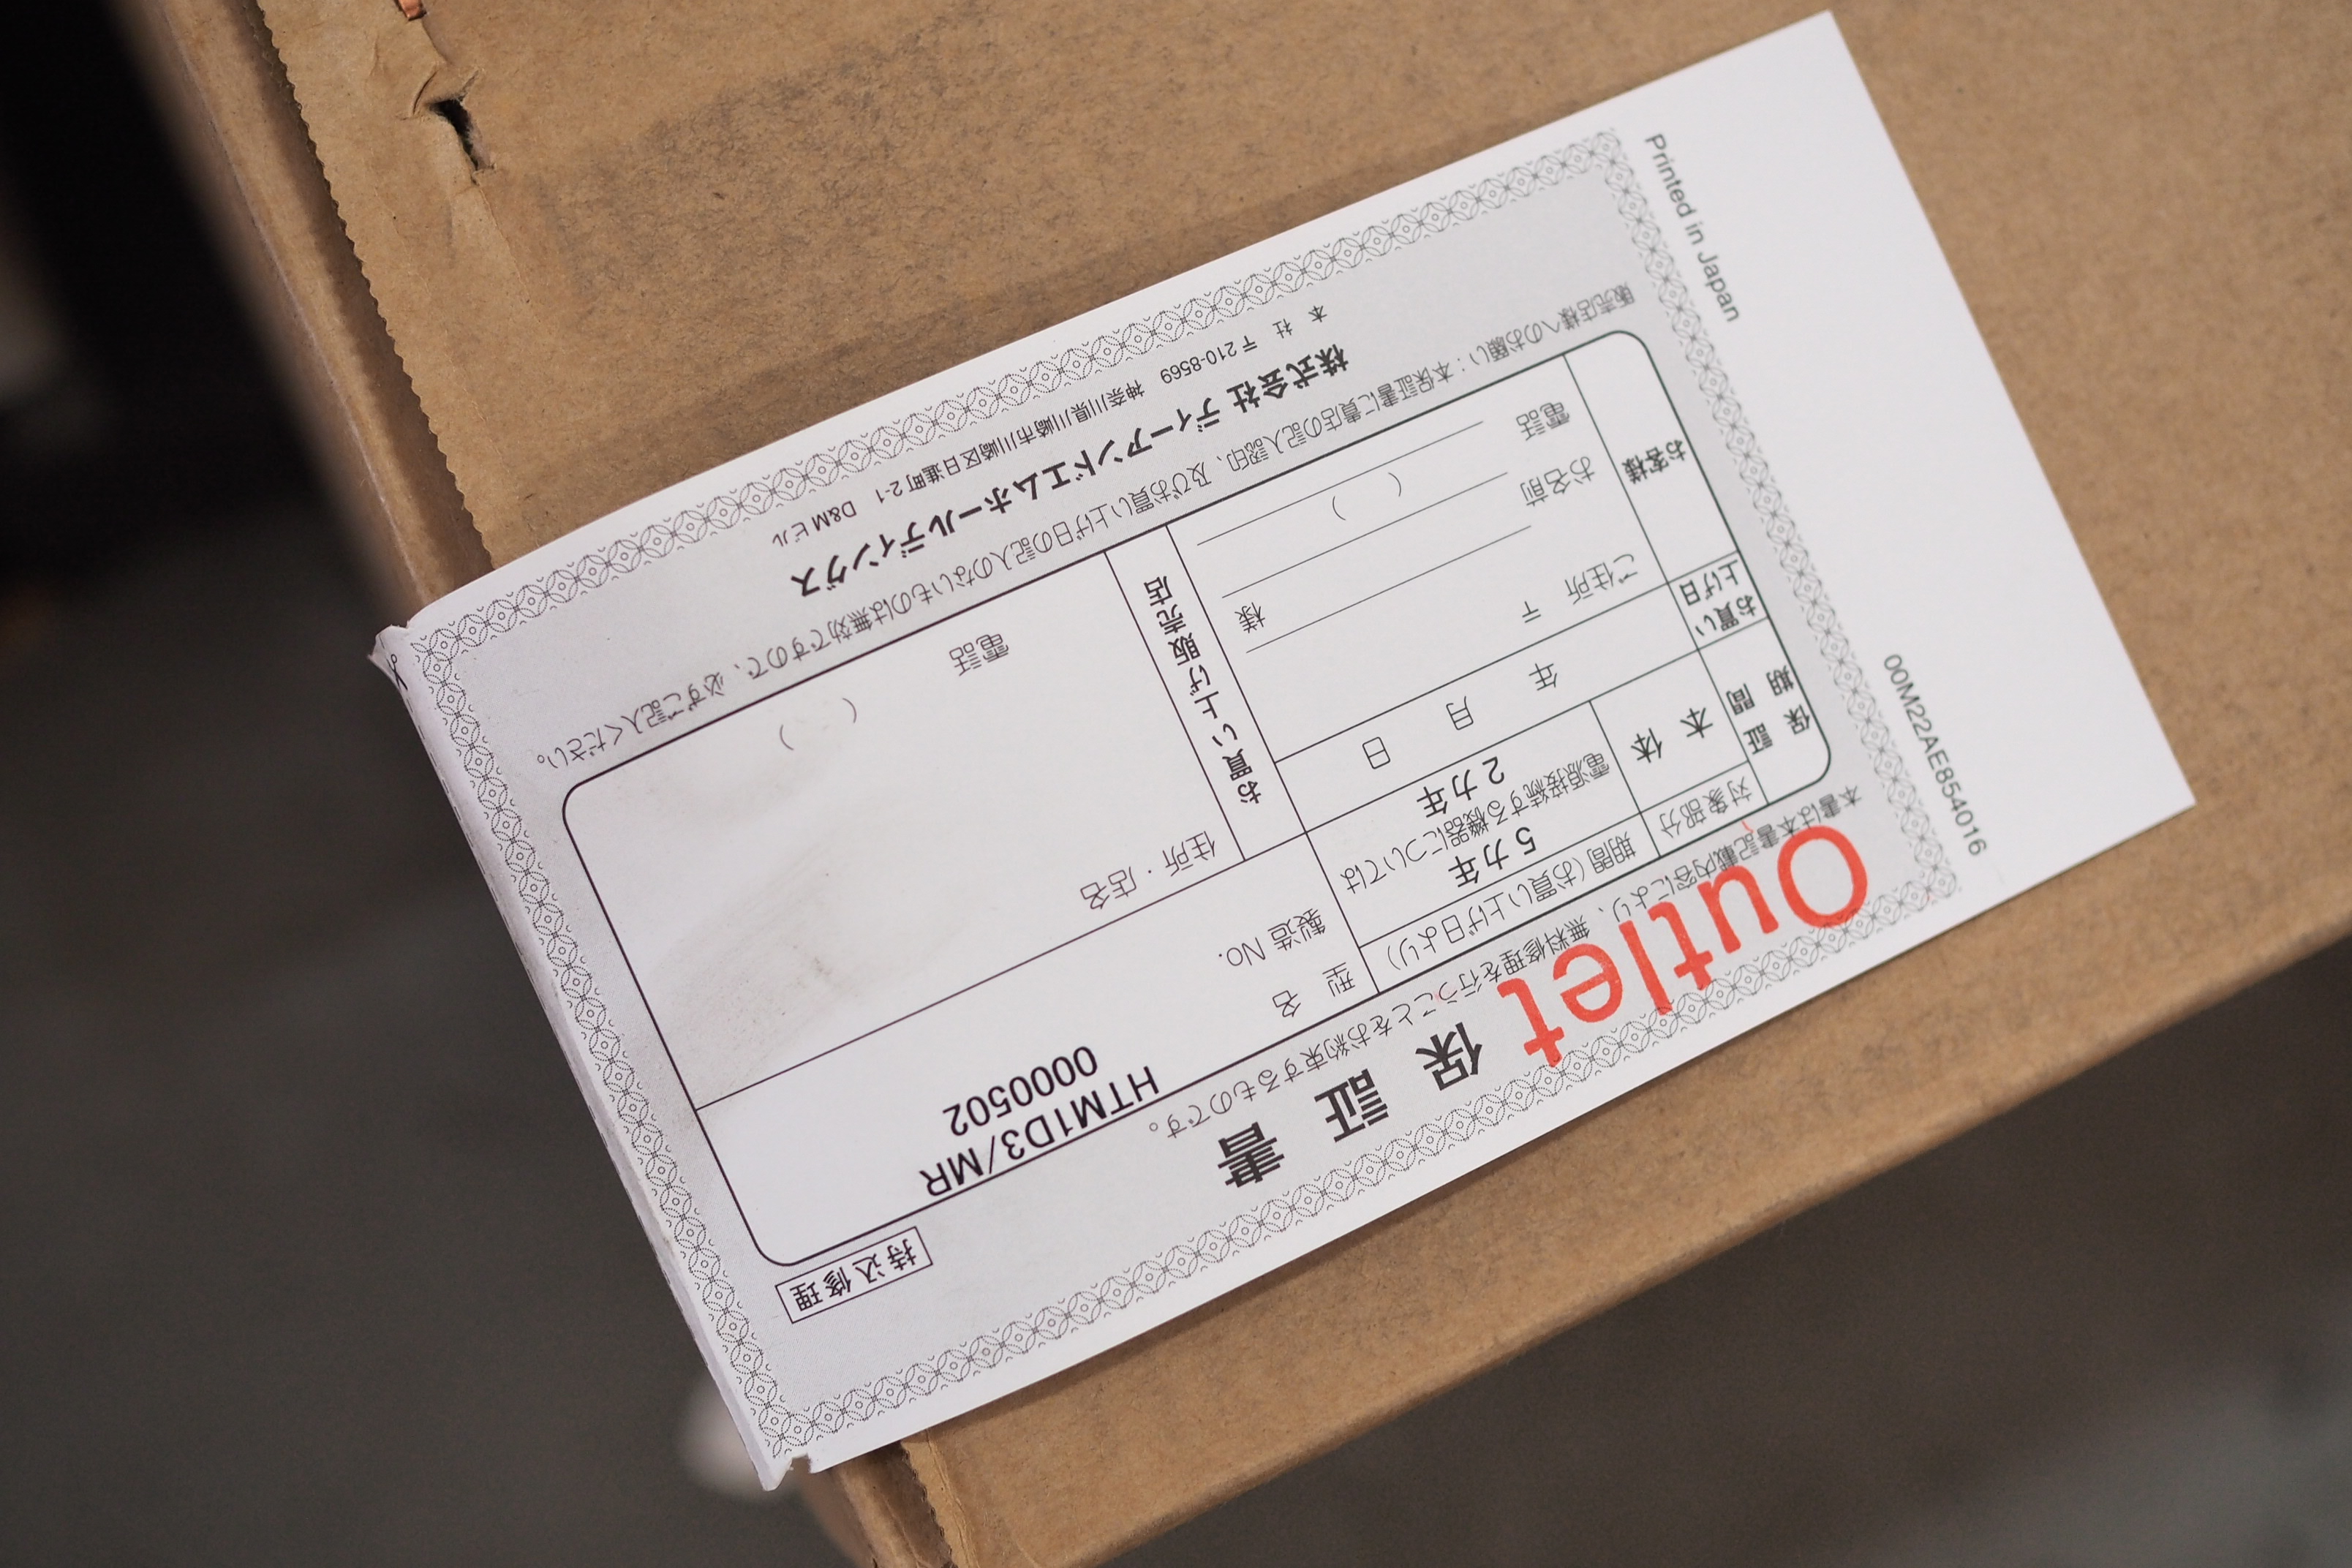 Outlet
保証書
持込修理
本書は本書記載内容により、無料修理を行うことをお約束するものです。
保証期間
対象部分
期間(お買い上げ日より)
本体
5カ年
電源接続する機器については
2カ年
型名
HTM1D3/MR
製造 NO.
0000502
お買い上げ日
年 月 日
お客様
ご住所 〒
お名前
様
電話 ( )
お買い上げ販売店
住所・店名
電話 ( )
販売店様へのお願い:本保証書に貴店の記入認印、及びお買い上げ日の記入のないものは無効ですので、必ずご記入ください。
株式会社 ディーアンドエムホールディングス
本社 〒210-8569 神奈川県川崎市川崎区日進町2-1 D&Mビル
Printed in Japan
00M22AE854016